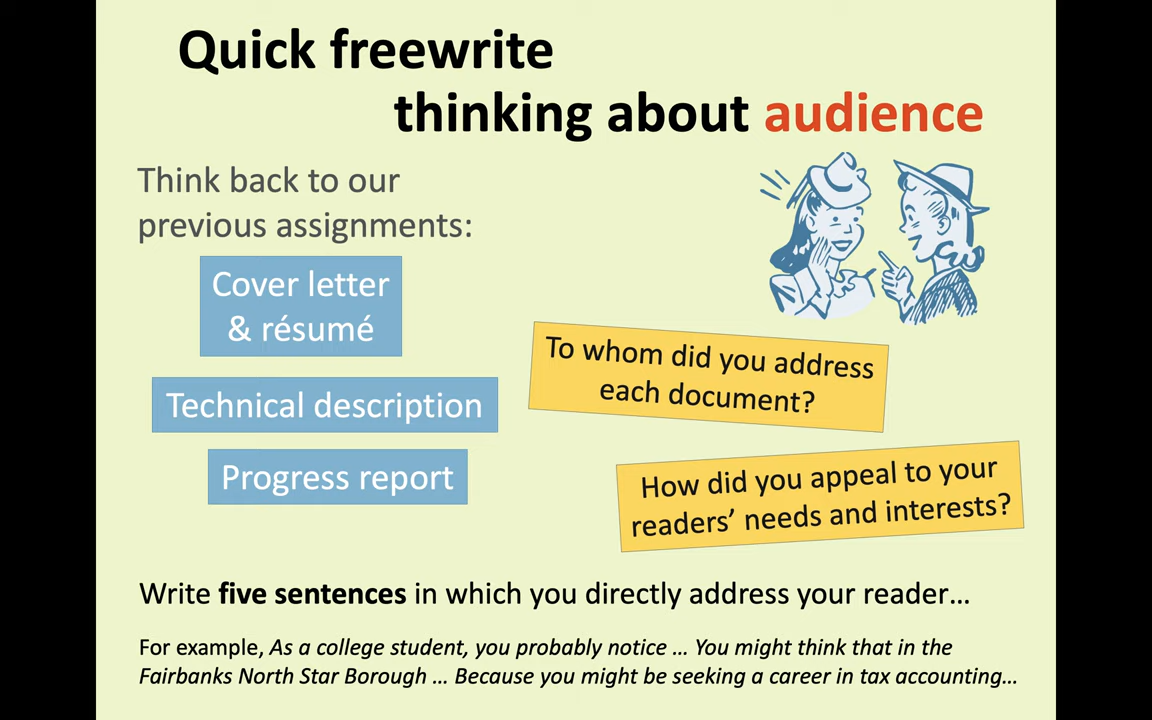 Quick freewrite
thinking about audience
Think back to our
previous assignments:
Cover letter
& résumé
Technical description
Progress report
To whom did you address
each document?
How did you appeal to your
readers’ needs and interests?
Write five sentences in which you directly address your reader…
For example, As a college student, you probably notice … You might think that in the
Fairbanks North Star Borough … Because you might be seeking a career in tax accounting…